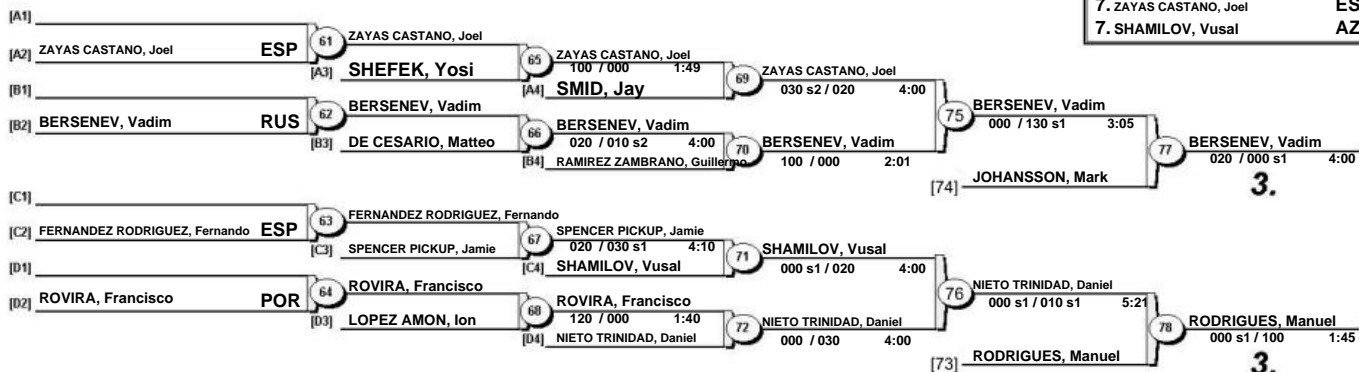 7. ZAYAS CASTANO, Joel ES
7. SHAMILOV, Vusal AZ
[A1]
[A2] ZAYAS CASTANO, Joel ESP
61
ZAYAS CASTANO, Joel
[A3] SHEFEK, Yosi
65
ZAYAS CASTANO, Joel
100 / 000 1:49
[A4] SMID, Jay
69
ZAYAS CASTANO, Joel
030 s2 / 020 4:00
[B1]
[B2] BERSENEV, Vadim RUS
62
BERSENEV, Vadim
[B3] DE CESARIO, Matteo
66
BERSENEV, Vadim
020 / 010 s2 4:00
[B4] RAMIREZ ZAMBRANO, Guillermo
70
BERSENEV, Vadim
100 / 000 2:01
75
BERSENEV, Vadim
000 / 130 s1 3:05
[74] JOHANSSON, Mark
77
BERSENEV, Vadim
020 / 000 s1 4:00
3.
[C1]
[C2] FERNANDEZ RODRIGUEZ, Fernando ESP
63
FERNANDEZ RODRIGUEZ, Fernando
[C3] SPENCER PICKUP, Jamie
67
SPENCER PICKUP, Jamie
020 / 030 s1 4:10
[C4] SHAMILOV, Vusal
71
SHAMILOV, Vusal
000 s1 / 020 4:00
[D1]
[D2] ROVIRA, Francisco POR
64
ROVIRA, Francisco
[D3] LOPEZ AMON, Ion
68
ROVIRA, Francisco
120 / 000 1:40
[D4] NIETO TRINIDAD, Daniel
72
NIETO TRINIDAD, Daniel
000 / 030 4:00
76
NIETO TRINIDAD, Daniel
000 s1 / 010 s1 5:21
[73] RODRIGUES, Manuel
78
RODRIGUES, Manuel
000 s1 / 100 1:45
3.